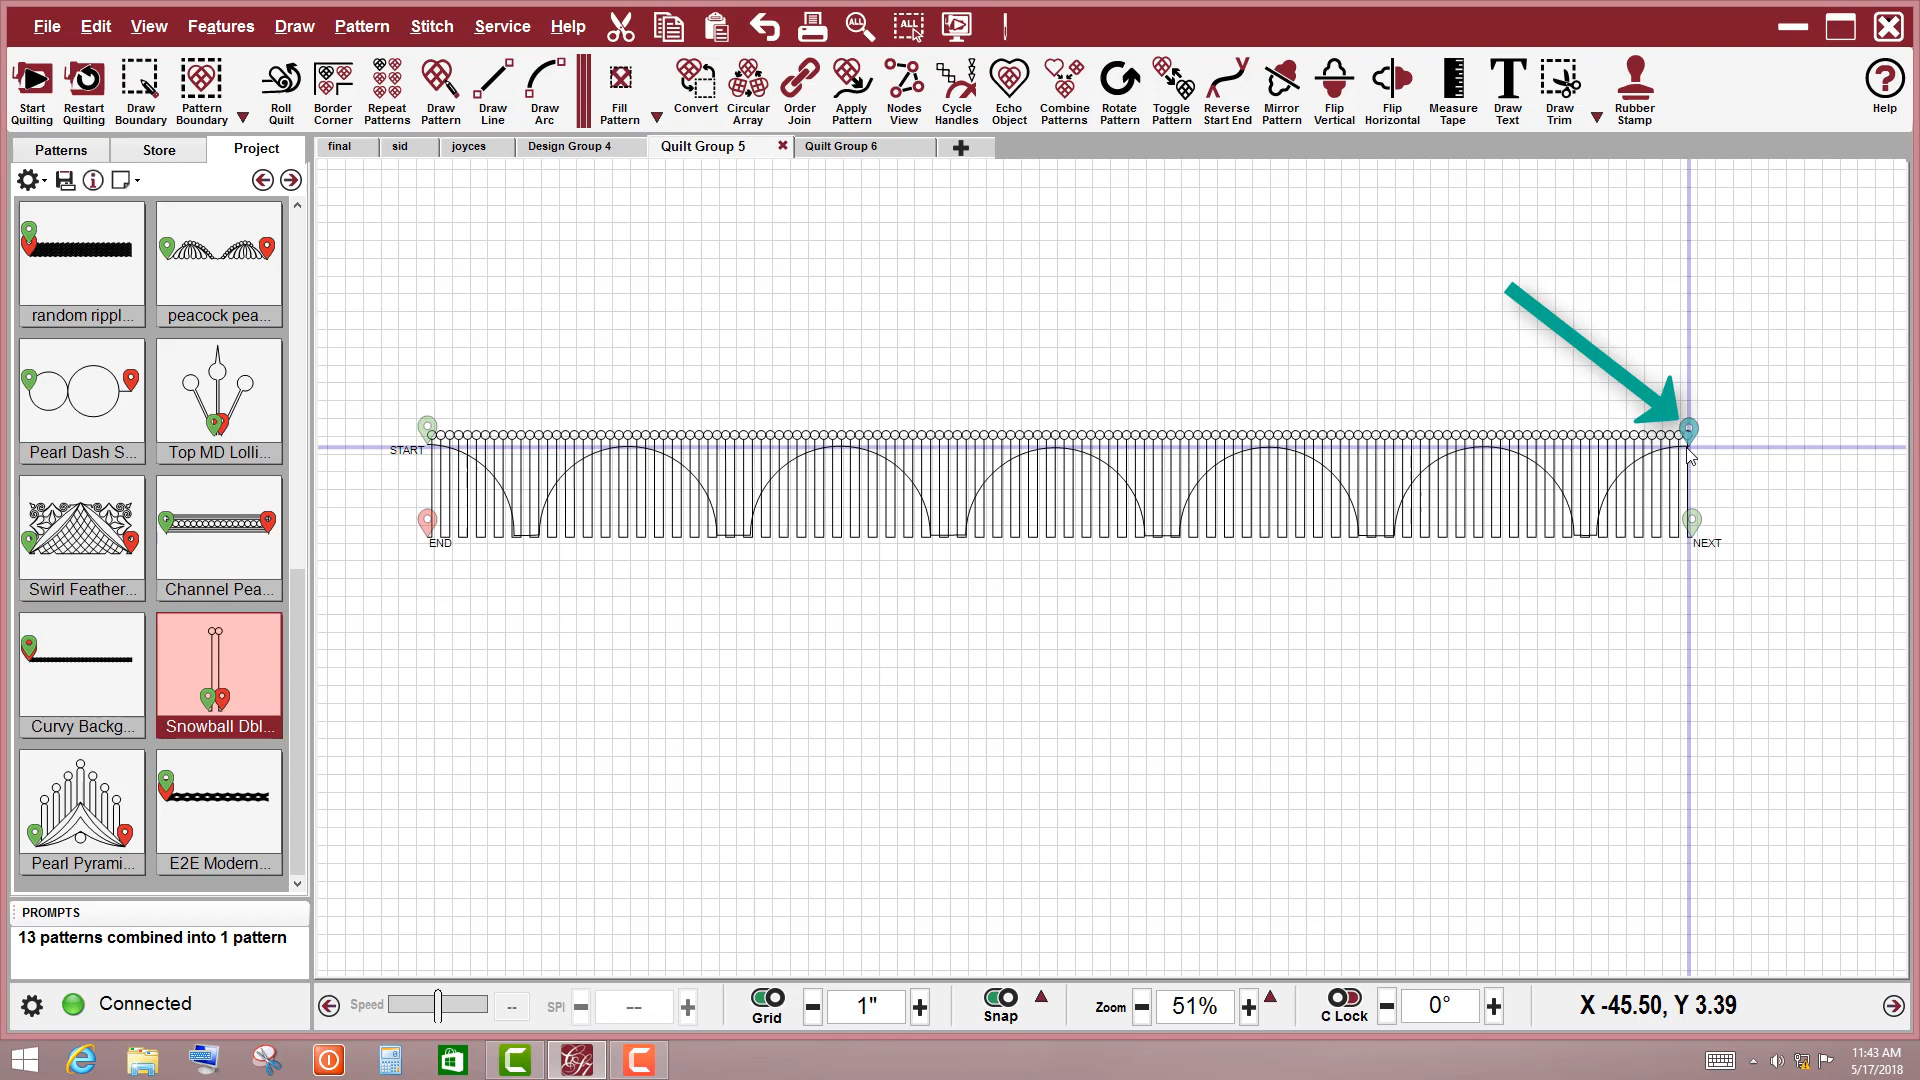 File Edit View Features Draw Pattern Stitch Service Help
ALL ALL
Start Quilting
Restart Quilting
Draw Boundary
Pattern Boundary
Roll Quilt
Border Corner
Repeat Patterns
Draw Pattern
Draw Line
Draw Arc
Fill Pattern
Convert
Circular Array
Order Join
Apply Pattern
Nodes View
Cycle Handles
Echo Object
Combine Patterns
Rotate Pattern
Toggle Pattern
Reverse Start End
Mirror Pattern
Flip Vertical
Flip Horizontal
Measure Tape
Draw Text
Draw Trim
Rubber Stamp
Help
Patterns Store Project
final sid joyces Design Group 4 Quilt Group 5 Quilt Group 6
random rippl... peacock pea...
Pearl Dash S... Top MD Lolli...
Swirl Feather... Channel Pea...
Curvy Backg... Snowball Dbl...
Pearl Pyrami... E2E Modern...
START
END
NEXT
PROMPTS
13 patterns combined into 1 pattern
Connected
Speed -- SPI -- Grid 1" Snap Zoom 51% C Lock 0° X -45.50, Y 3.39
11:43 AM
5/17/2018